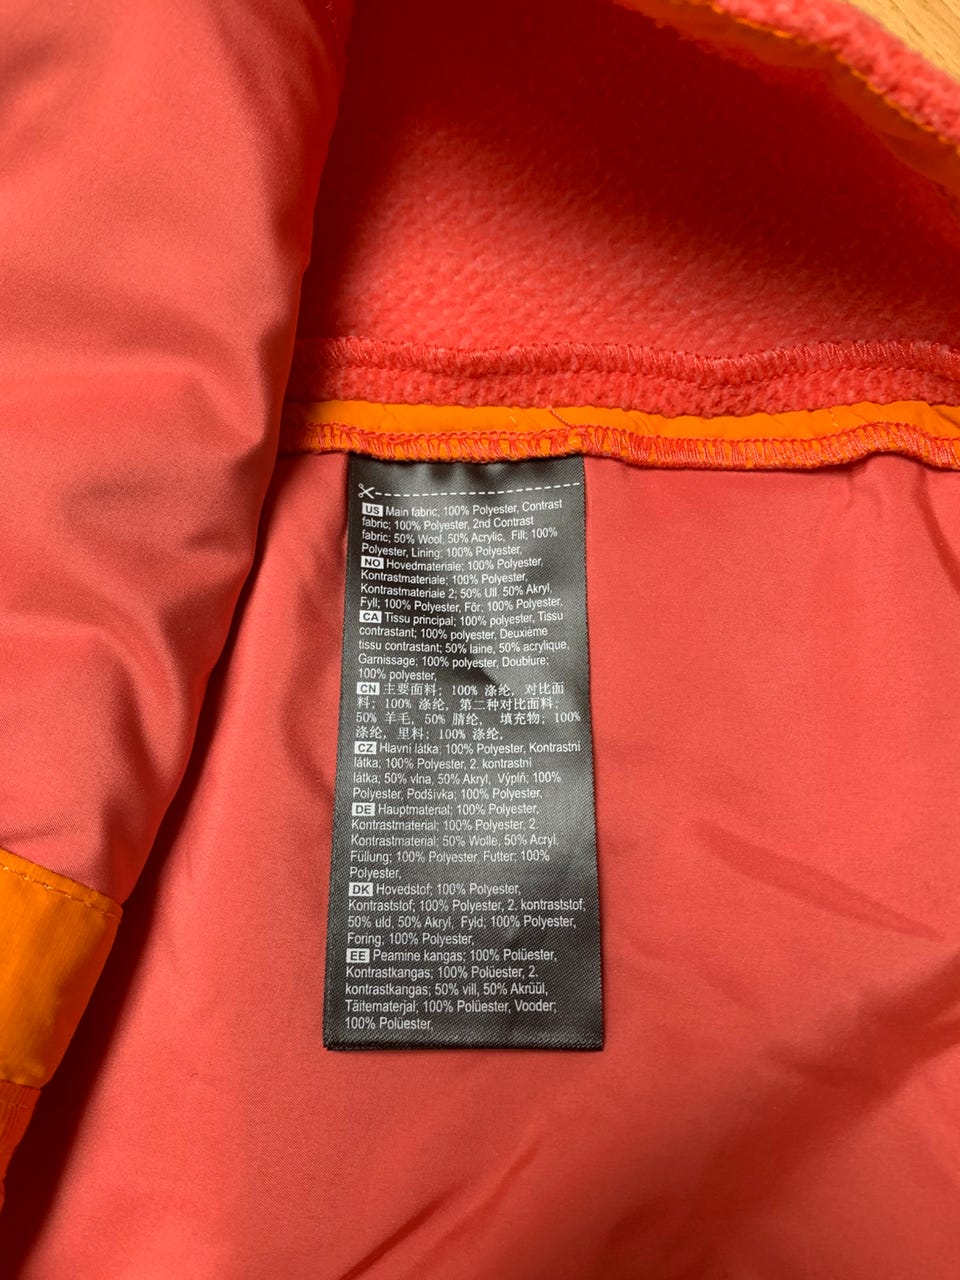 US Main fabric; 100% Polyester, Contrast
fabric; 100% Polyester, 2nd Contrast
fabric; 50% Wool, 50% Acrylic, Fill; 100%
Polyester, Lining; 100% Polyester,
NO Hovedmateriale; 100% Polyester,
Kontrastmateriale; 100% Polyester,
Kontrastmateriale 2; 50% Ull, 50% Akryl,
Fyll; 100% Polyester, Fôr; 100% Polyester,
CA Tissu principal; 100% polyester, Tissu
contrastant; 100% polyester, Deuxième
tissu contrastant; 50% laine, 50% acrylique,
Garnissage; 100% polyester, Doublure;
100% polyester,
CN 主要面料; 100% 涤纶, 对比面
料; 100% 涤纶, 第二种对比面料;
50% 羊毛, 50% 腈纶, 填充物; 100%
涤纶, 里料; 100% 涤纶,
CZ Hlavní látka; 100% Polyester, Kontrastní
látka; 100% Polyester, 2. kontrastní
látka; 50% vlna, 50% Akryl, Výplň; 100%
Polyester, Podšívka; 100% Polyester,
DE Hauptmaterial; 100% Polyester,
Kontrastmaterial; 100% Polyester, 2.
Kontrastmaterial; 50% Wolle, 50% Acryl,
Füllung; 100% Polyester, Futter; 100%
Polyester,
DK Hovedstof; 100% Polyester,
Kontraststof; 100% Polyester, 2. kontraststof;
50% uld, 50% Akryl, Fyld; 100% Polyester,
Foring; 100% Polyester,
EE Peamine kangas; 100% Polüester,
Kontrastkangas; 100% Polüester, 2.
kontrastkangas; 50% vill, 50% Akrüül,
Täitematerjal; 100% Polüester, Vooder;
100% Polüester,